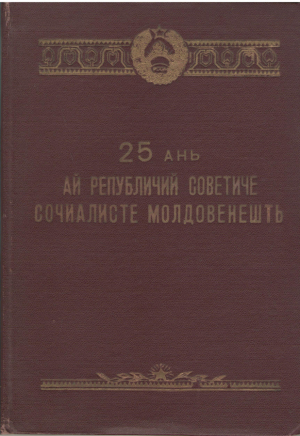 25 АНЬ
АЙ РЕПУБЛИЧИЙ СОВЕТИЧЕ
СОЧИАЛИСТЕ МОЛДОВЕНЕШТЬ